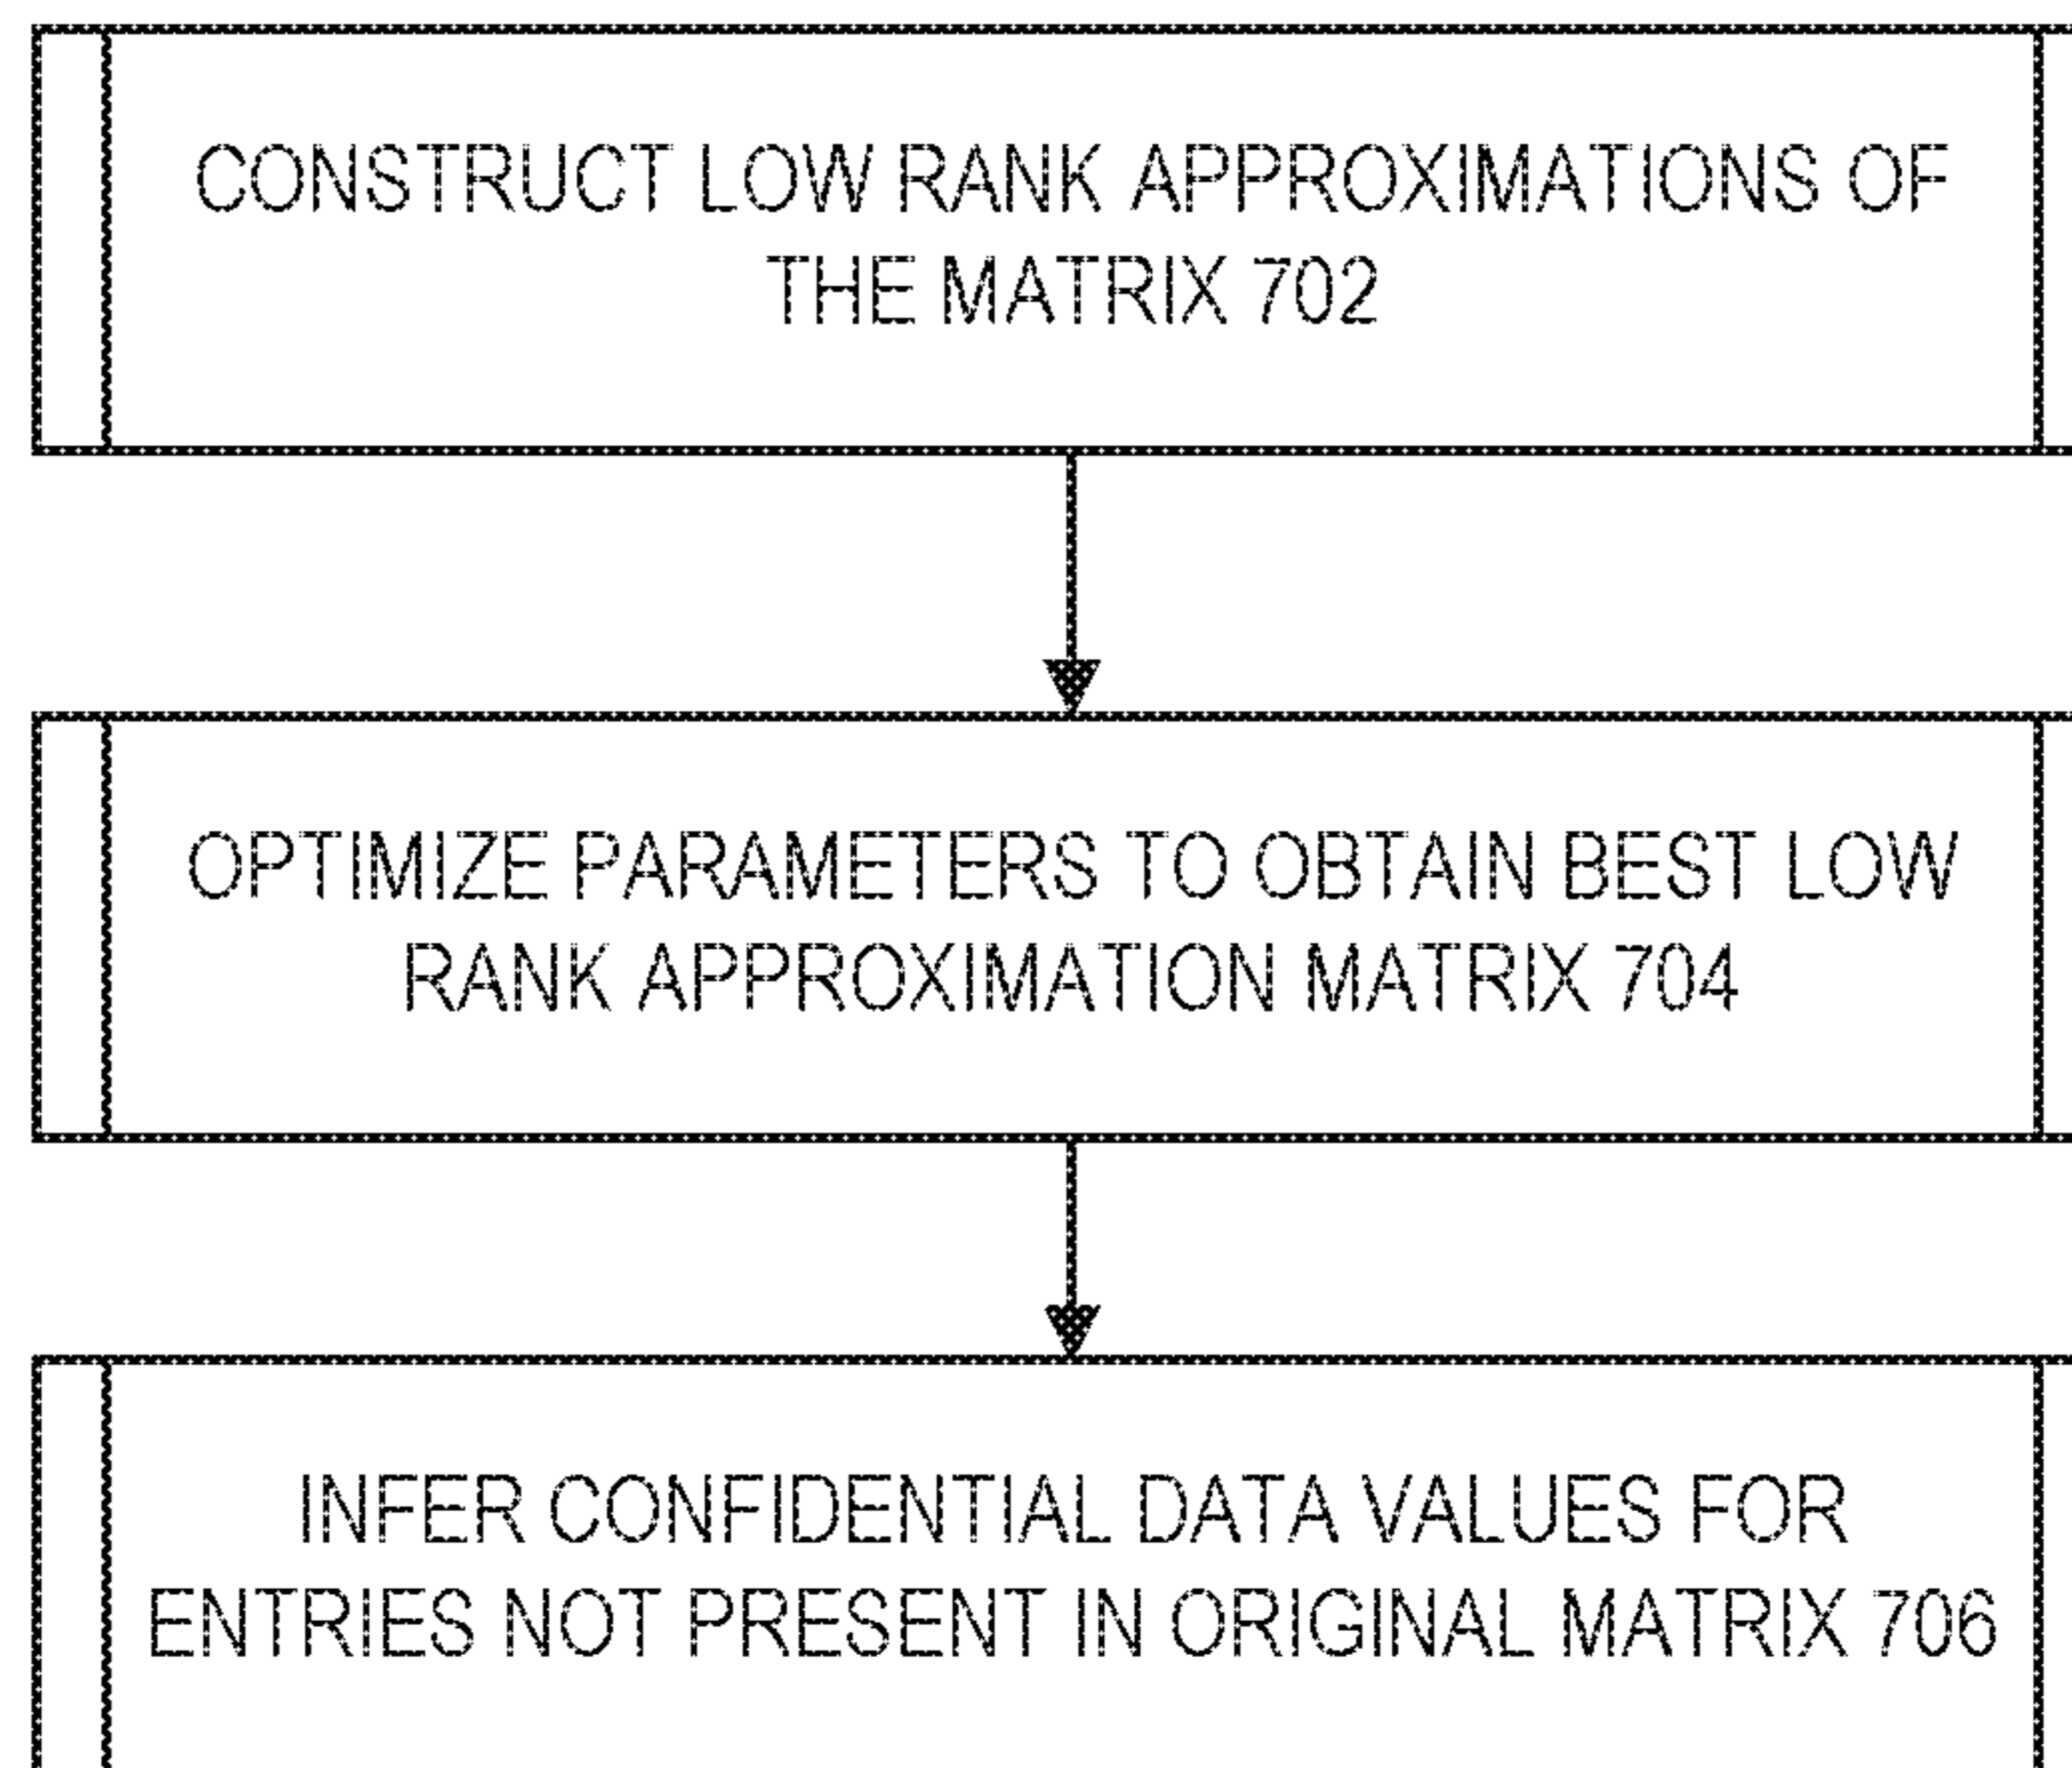 CONSTRUCT LOW RANK APPROXIMATIONS OF
THE MATRIX 702
OPTIMIZE PARAMETERS TO OBTAIN BEST LOW
RANK APPROXIMATION MATRIX 704
INFER CONFIDENTIAL DATA VALUES FOR
ENTRIES NOT PRESENT IN ORIGINAL MATRIX 706